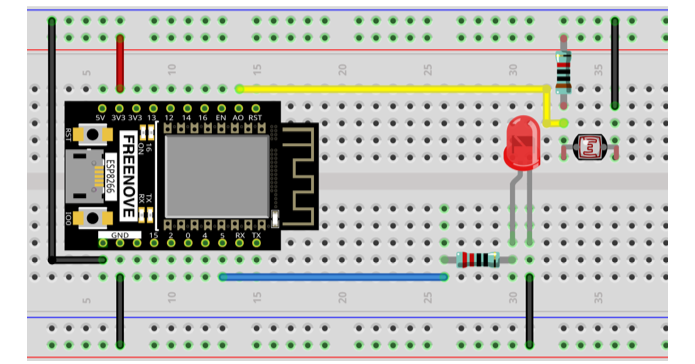 5 10 15 20 25 30 35
5V 3V3 3V3 13 12 14 16 EN AO RST
RST
16
ON
FREENOVE
ESP8266
TX
RX
IO0
GND 15 2 0 4 5 RX TX
5 10 15 20 25 30 35